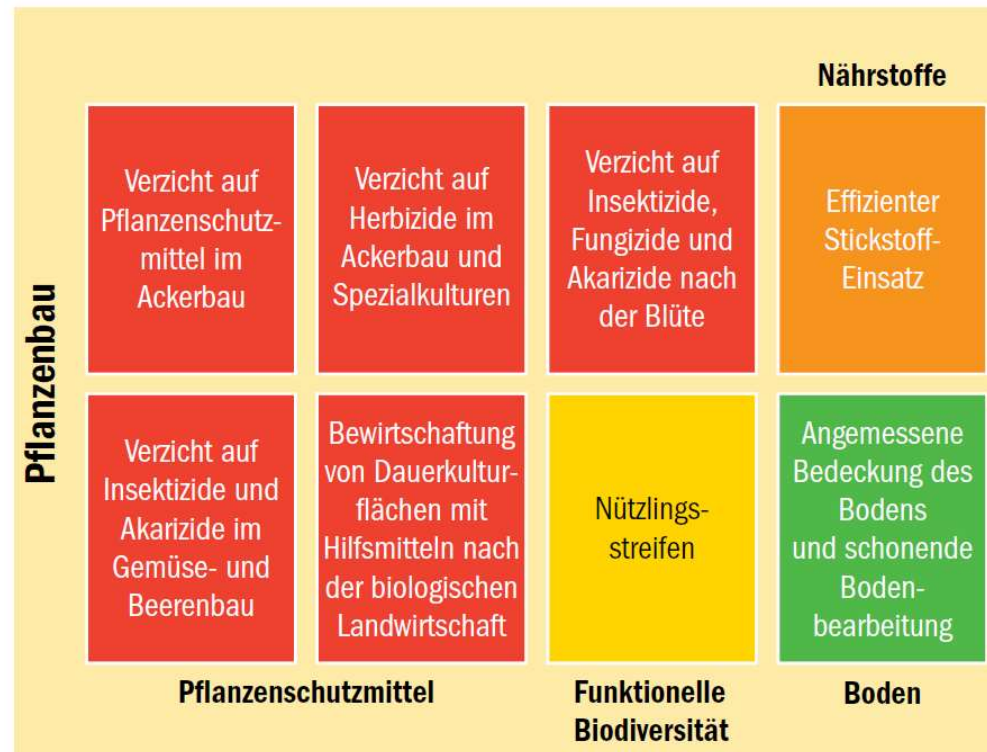 Nährstoffe
Pflanzenbau
Verzicht auf
Pflanzenschutz-
mittel im
Ackerbau
Verzicht auf
Herbizide im
Ackerbau und
Spezialkulturen
Verzicht auf
Insektizide,
Fungizide und
Akarizide nach
der Blüte
Effizienter
Stickstoff-
Einsatz
Verzicht auf
Insektizide und
Akarizide im
Gemüse- und
Beerenbau
Bewirtschaftung
von Dauerkultur-
flächen mit
Hilfsmitteln nach
der biologischen
Landwirtschaft
Nützlings-
streifen
Angemessene
Bedeckung des
Bodens
und schonende
Boden-
bearbeitung
Pflanzenschutzmittel
Funktionelle
Biodiversität
Boden